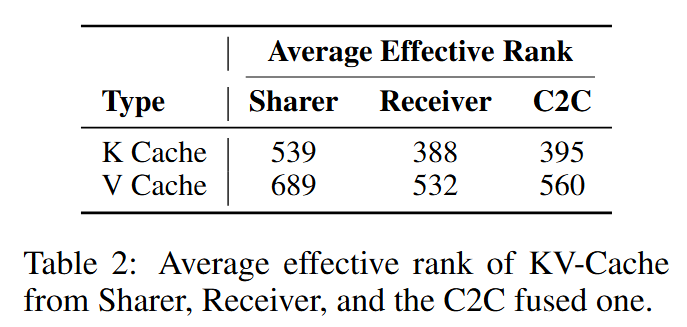 Average Effective Rank
Type Sharer Receiver C2C
K Cache 539 388 395
V Cache 689 532 560
Table 2: Average effective rank of KV-Cache
from Sharer, Receiver, and the C2C fused one.